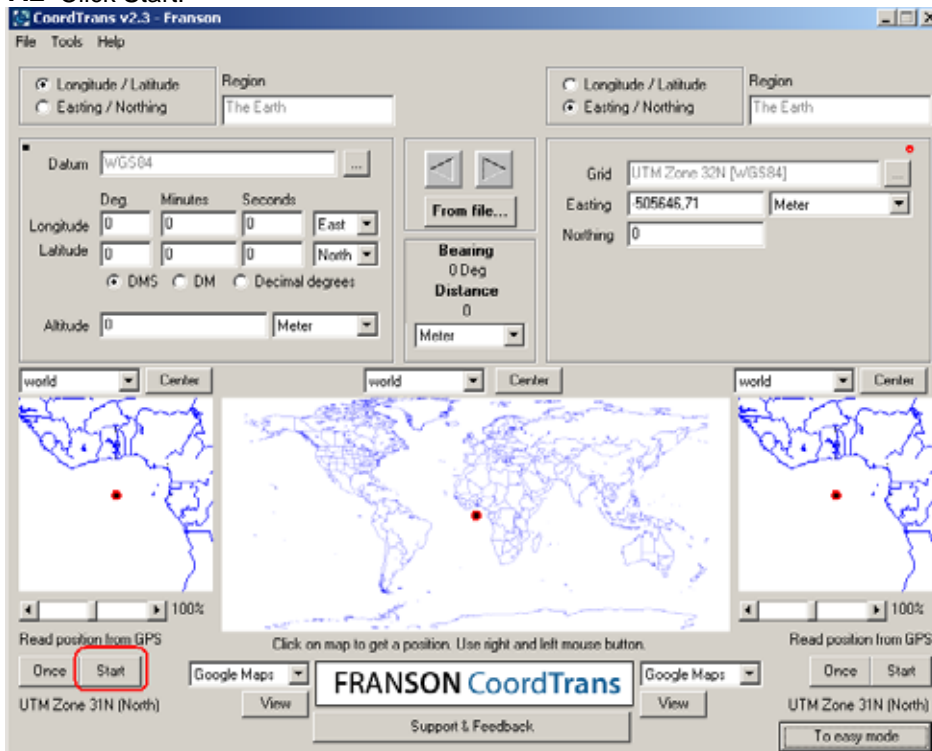 Click Start.
CoordTrans v2.3 - Franson
File Tools Help
Longitude / Latitude
Easting / Northing
Region
The Earth
Longitude / Latitude
Easting / Northing
Region
The Earth
Datum WGS84 ...
Deg. Minutes Seconds
Longitude 0 0 0 East
Latitude 0 0 0 North
DMS DM Decimal degrees
Altitude 0 Meter
From file...
Bearing
0 Deg
Distance
0
Meter
Grid UTM Zone 32N [WGS84] ...
Easting -505646,71 Meter
Northing 0
world Center
world Center
world Center
100%
100%
Read position from GPS
Once Start
UTM Zone 31N (North)
Click on map to get a position. Use right and left mouse button.
Google Maps
View
FRANSON CoordTrans
Support & Feedback
Google Maps
View
Read position from GPS
Once Start
UTM Zone 31N (North)
To easy mode